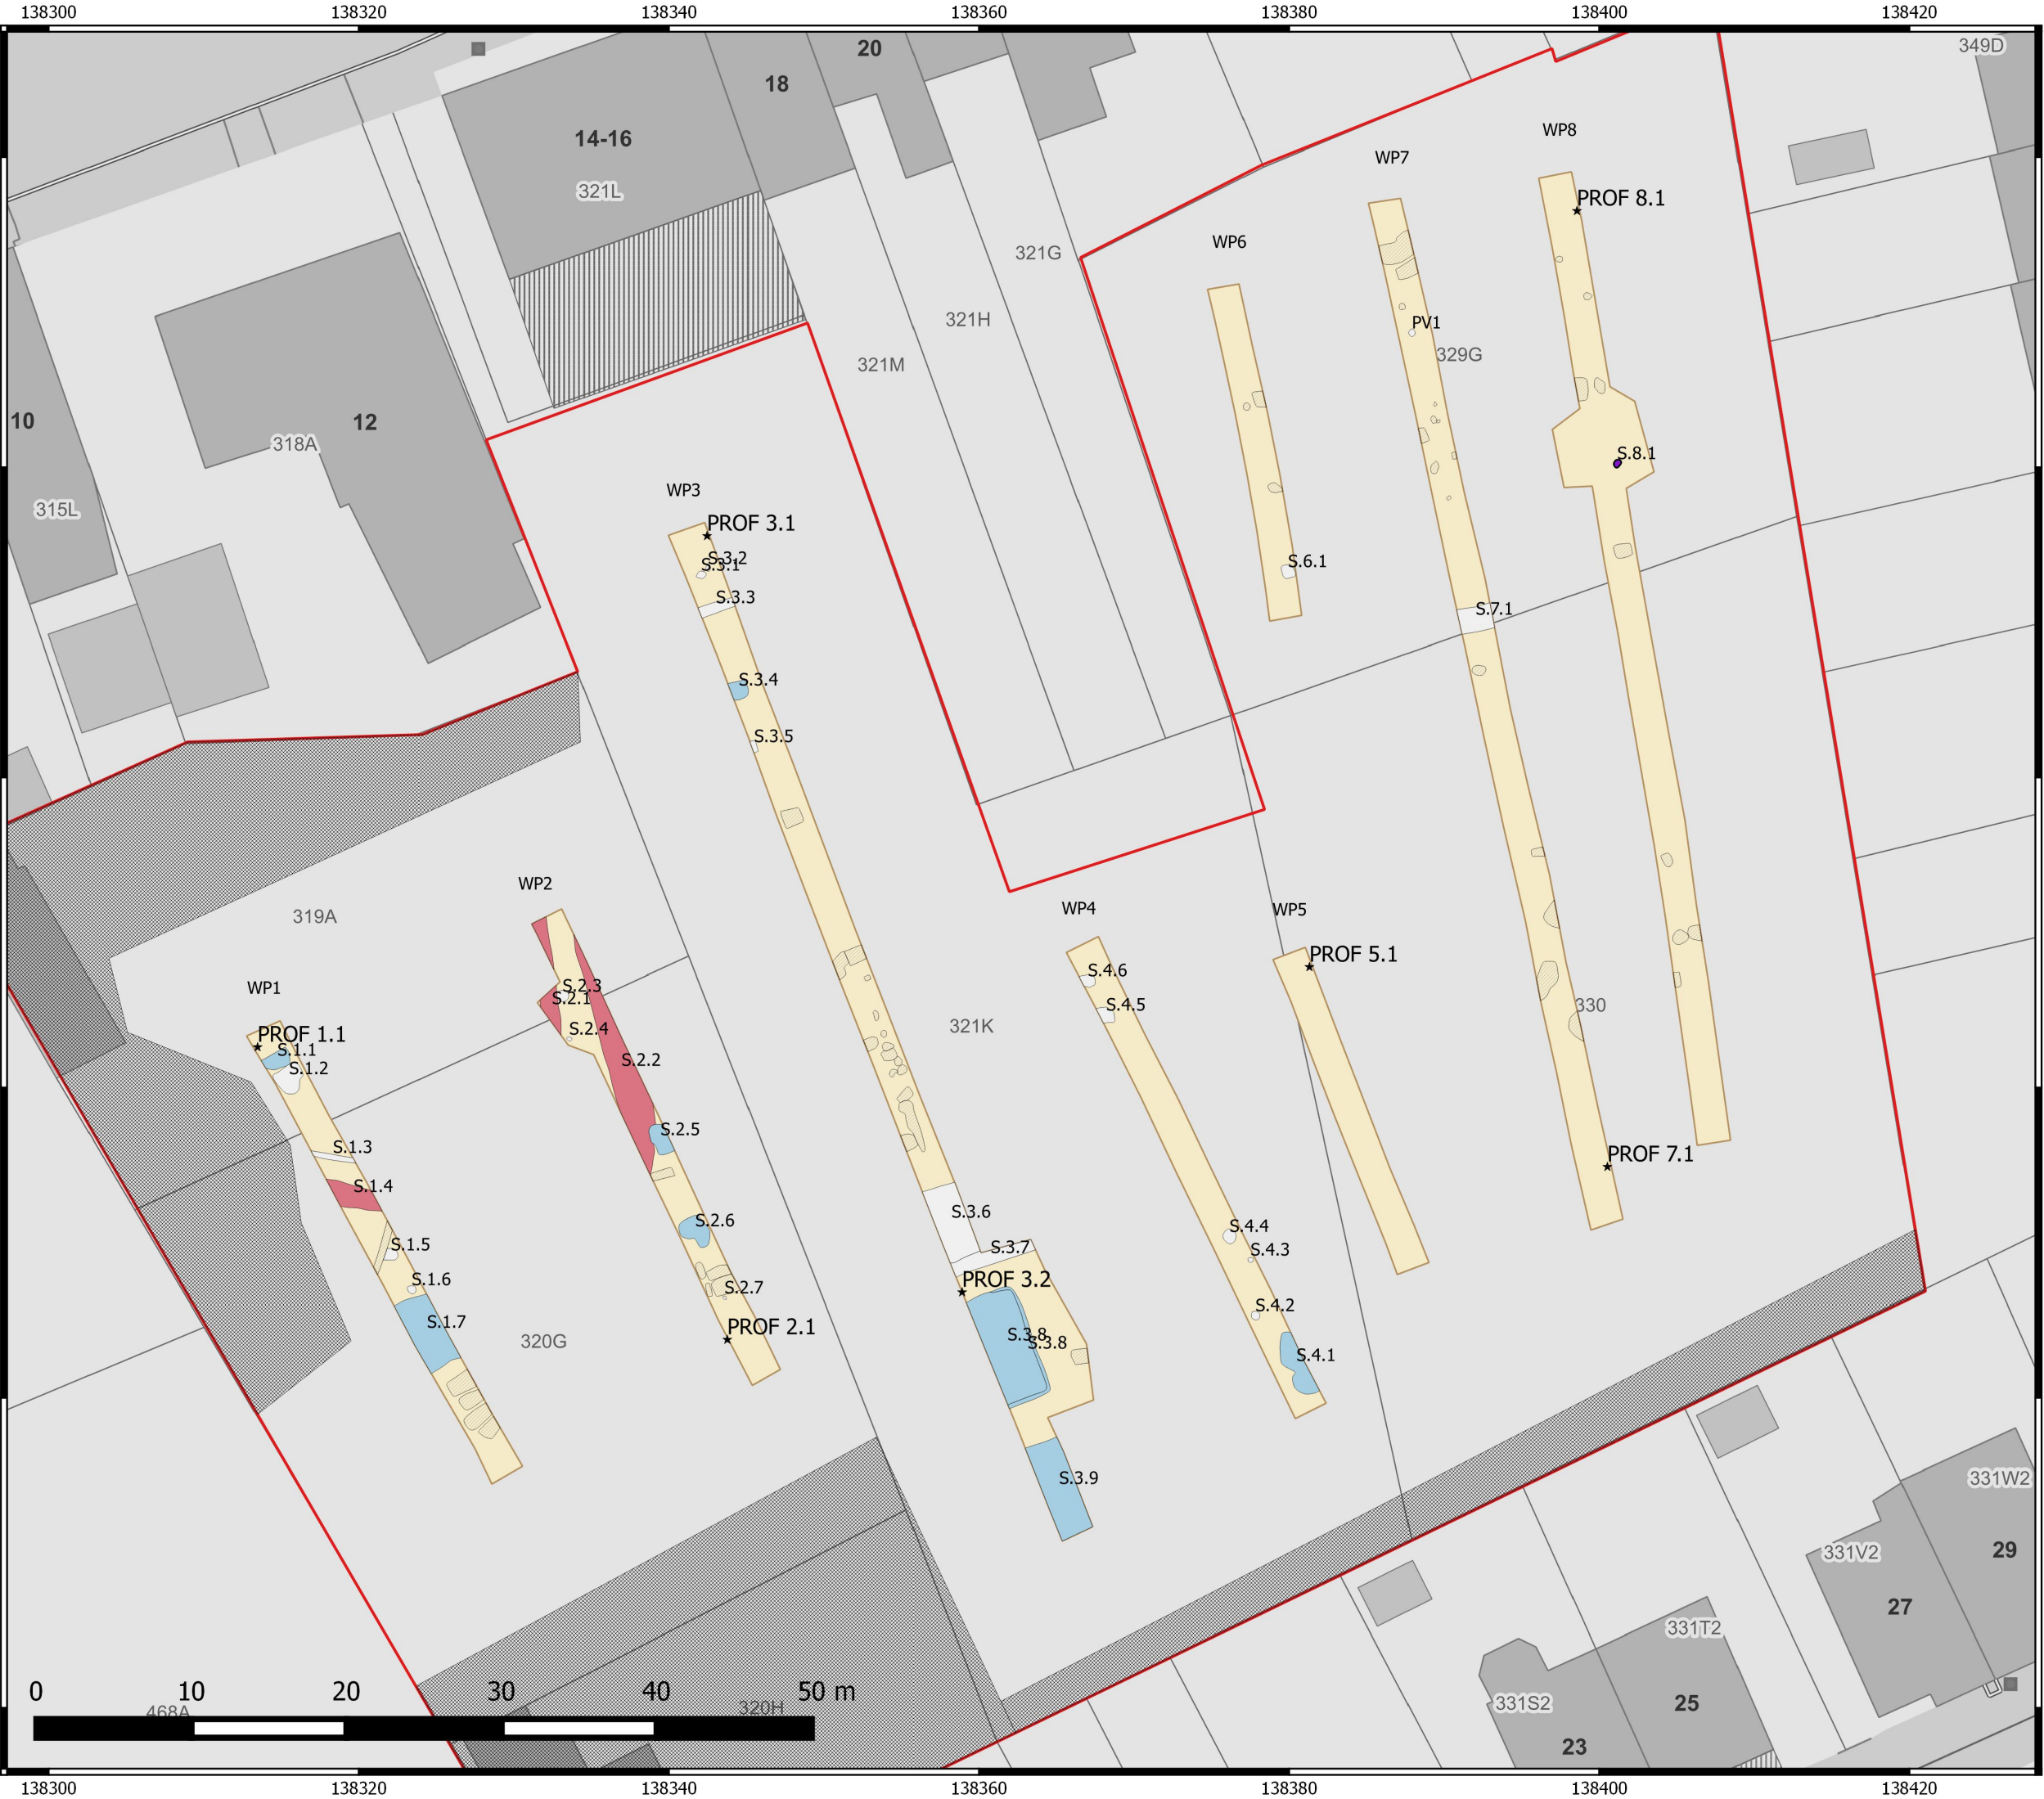 138300 138320 138340 138360 138380 138400 138420
20
349D
18
14-16
321L
WP8
WP7
PROF 8.1
WP6
321G
321H
PV1
329G
321M
10
12
318A
S.8.1
315L
WP3
PROF 3.1
S.3.2
S.3.1
S.6.1
S.3.3
S.7.1
S.3.4
S.3.5
WP2
WP4
WP5
319A
PROF 5.1
S.4.6
WP1
S.2.3
S.2.1
S.4.5
330
S.2.4
321K
PROF 1.1
S.1.1
S.1.2
S.2.2
S.2.5
S.1.3
PROF 7.1
S.1.4
S.3.6
S.2.6
S.4.4
S.1.5
S.3.7
S.4.3
S.1.6
PROF 3.2
S.2.7
S.4.2
S.1.7
PROF 2.1
S.3.8
S.3.8
320G
S.4.1
S.3.9
331W2
29
331V2
27
331T2
331S2
25
23
0 10 20 30 40 50 m
468A
320H
138300 138320 138340 138360 138380 138400 138420